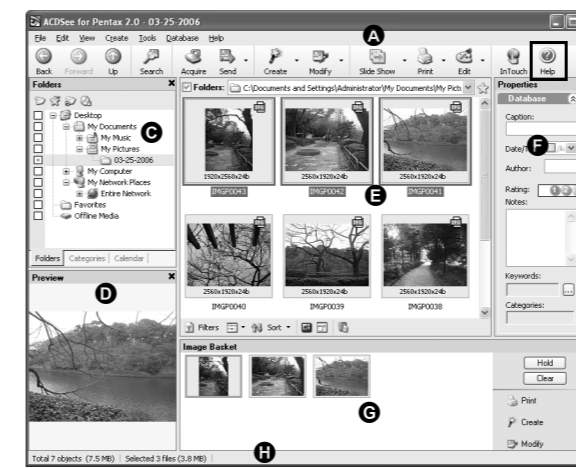 ACDSee for Pentax 2.0 - 03-25-2006
File Edit View Create Tools Database Help
A
Back Forward Up Search Acquire Send Create Modify Slide Show Print Edit InTouch Help
Folders
Folders: C:\Documents and Settings\Administrator\My Documents\My Pictu
Properties
Database
Desktop
My Documents
C
My Music
My Pictures
03-25-2006
My Computer
My Network Places
Entire Network
Favorites
Offline Media
Folders Categories Calendar
1920x2560x24b 2560x1920x24b 2560x1920x24b
IMGP0043 IMGP0042 IMGP0041
E
2560x1920x24b 2560x1920x24b 2560x1920x24b
IMGP0040 IMGP0039 IMGP0038
Filters Sort
Caption:
Date/T
F
Author:
Rating:
Notes:
Keywords:
...
Categories:
Preview
D
Image Basket
G
Hold
Clear
Print
Create
Modify
Total 7 objects (7.5 MB) Selected 3 files (3.8 MB)
H